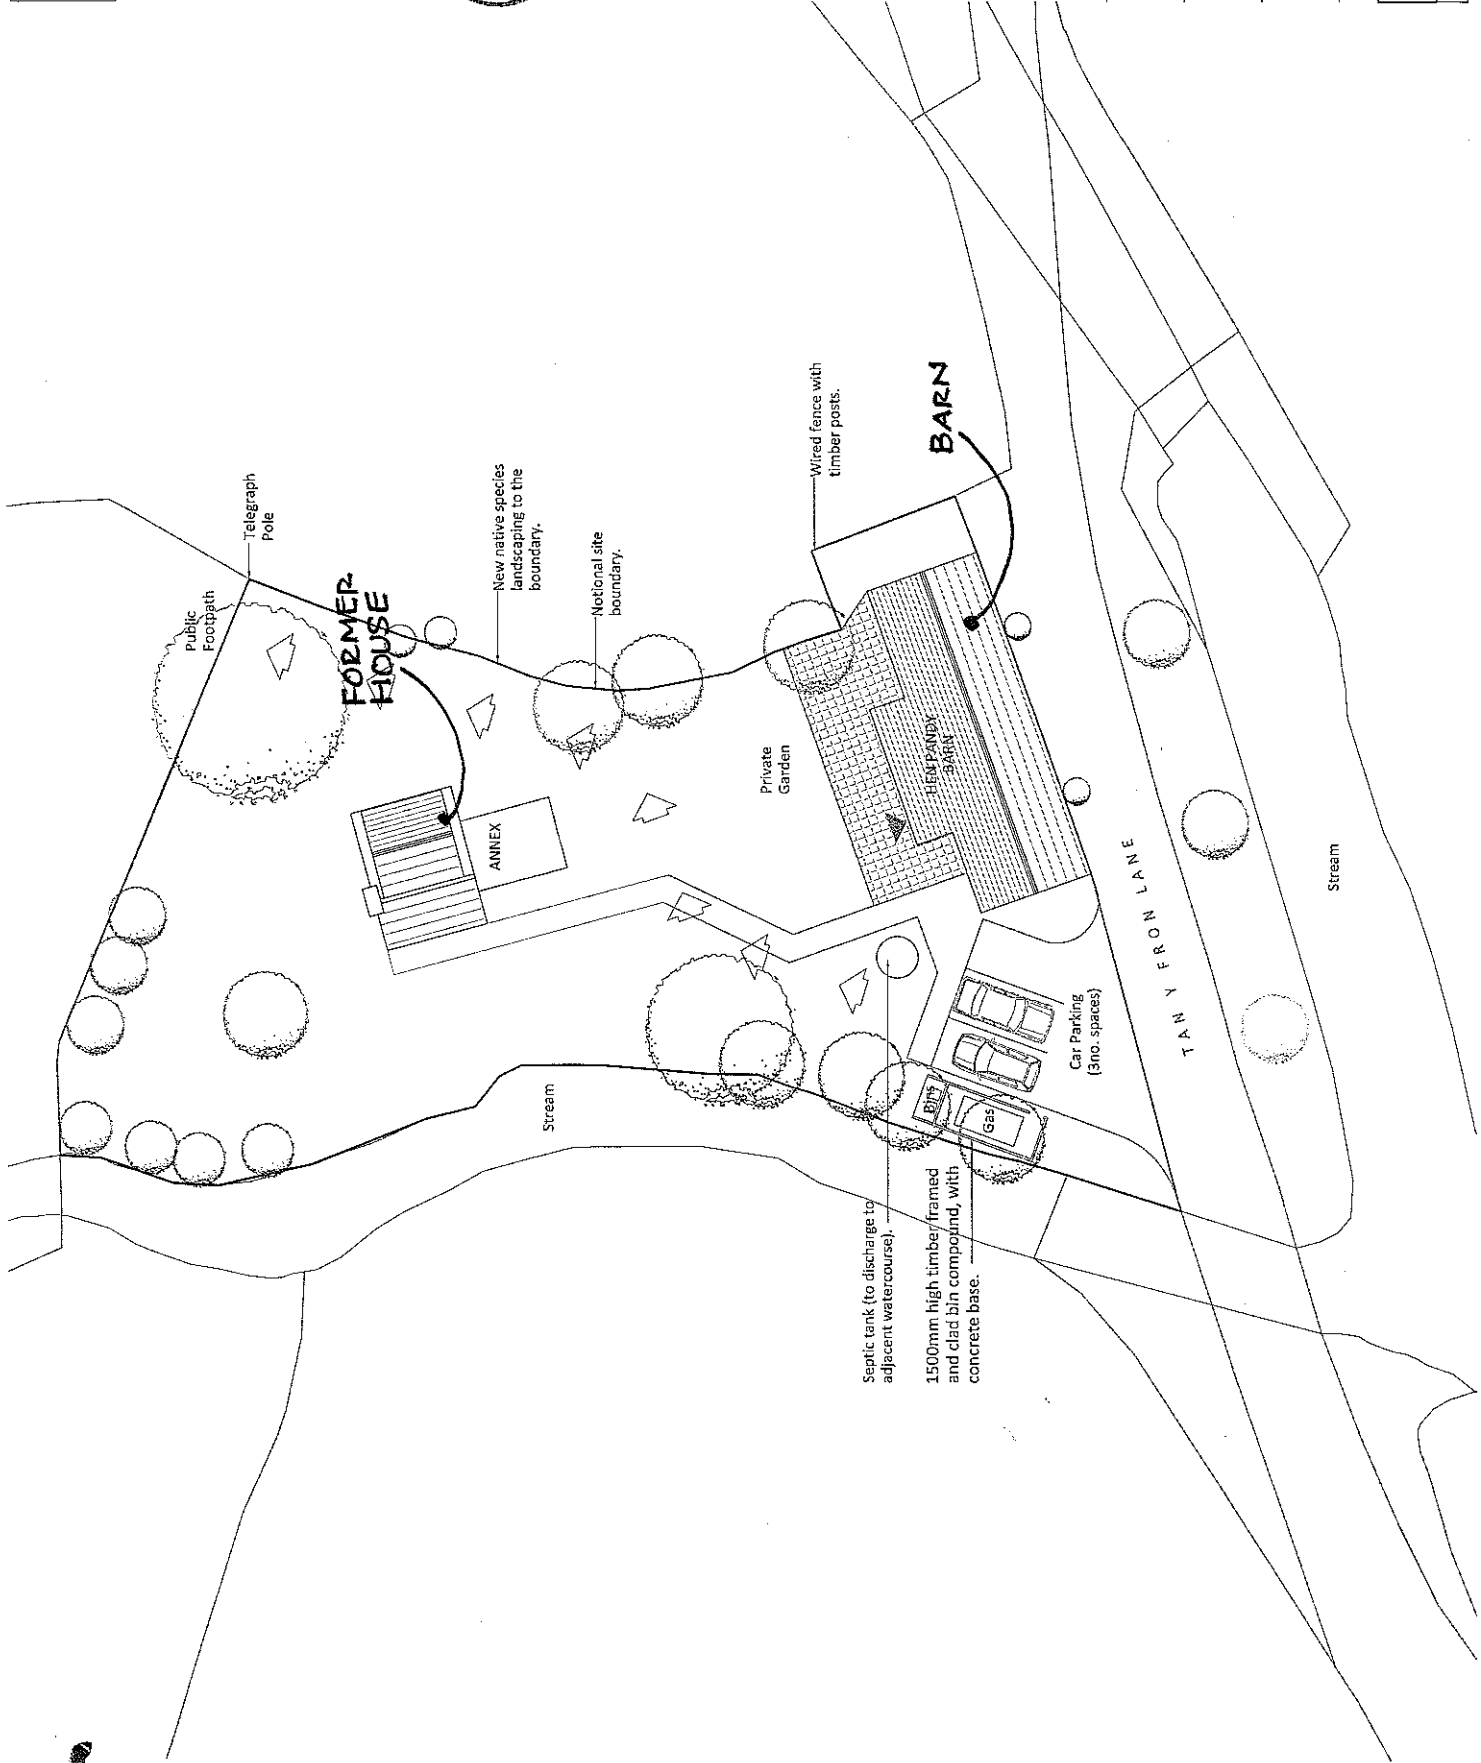 Telegraph
Pole
Public
Footpath
FORMER
HOUSE
New native species
landscaping to the
boundary.
Notional site
boundary.
Wired fence with
timber posts.
BARN
ANNEX
Private
Garden
HEN PANDY
BARN
Stream
Septic tank (to discharge to
adjacent watercourse).
1500mm high timber framed
and clad bin compound, with
concrete base.
Bins
Gas
Car Parking
(3no. spaces)
TAN Y FRON LANE
Stream